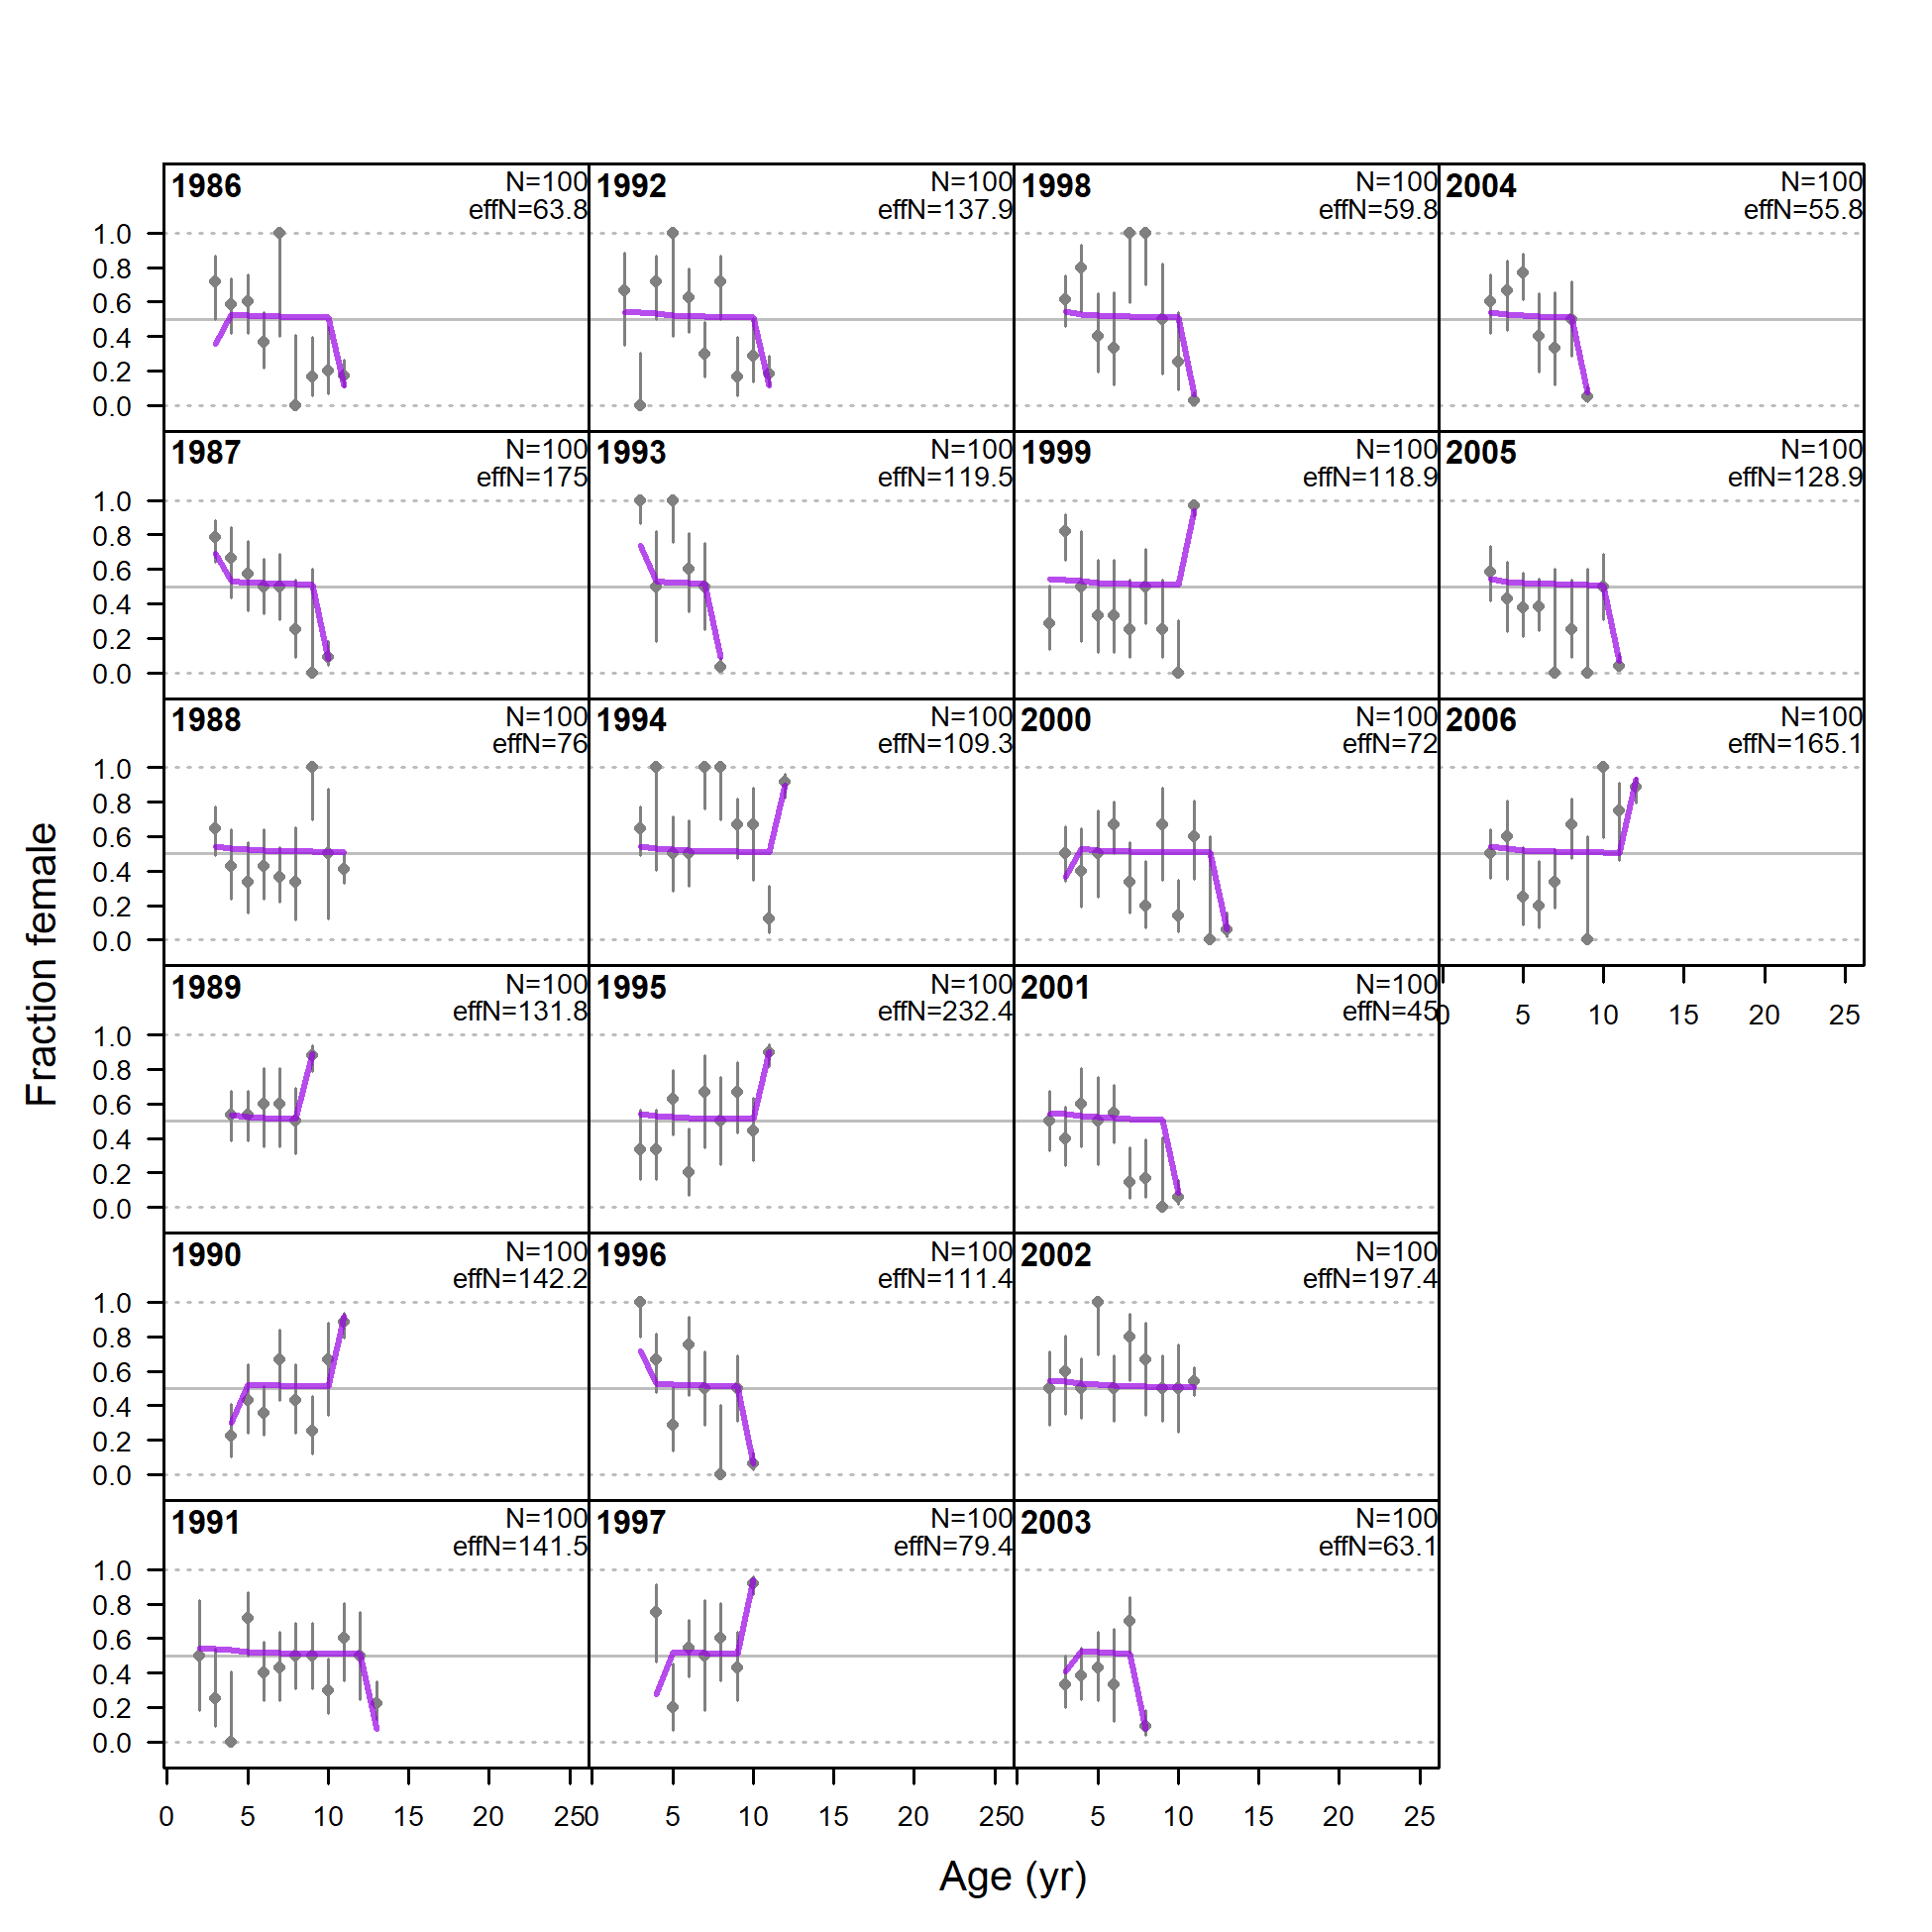 1986 N=100
effN=63.8
1992 N=100
effN=137.9
1998 N=100
effN=59.8
2004 N=100
effN=55.8
1.0
0.8
0.6
0.4
0.2
0.0
1987 N=100
effN=175
1993 N=100
effN=119.5
1999 N=100
effN=118.9
2005 N=100
effN=128.9
1.0
0.8
0.6
0.4
0.2
0.0
1988 N=100
effN=76
1994 N=100
effN=109.3
2000 N=100
effN=72
2006 N=100
effN=165.1
1.0
0.8
0.6
0.4
0.2
0.0
0 5 10 15 20 25
1989 N=100
effN=131.8
1995 N=100
effN=232.4
2001 N=100
effN=45
1.0
0.8
0.6
0.4
0.2
0.0
1990 N=100
effN=142.2
1996 N=100
effN=111.4
2002 N=100
effN=197.4
1.0
0.8
0.6
0.4
0.2
0.0
1991 N=100
effN=141.5
1997 N=100
effN=79.4
2003 N=100
effN=63.1
1.0
0.8
0.6
0.4
0.2
0.0
0 5 10 15 20 25 0 5 10 15 20 25 0 5 10 15 20 25
Fraction female
Age (yr)